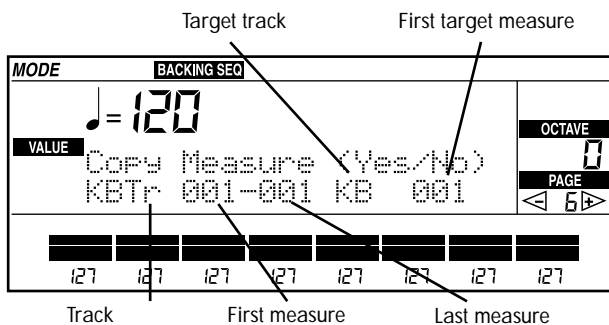 Target track First target measure
MODE BACKING SEQ
♩=120
OCTAVE
VALUE Copy Measure (Yes/No) 0
PAGE
KBTr 001-001 KB 001 - 6 +
127 127 127 127 127 127 127 127
Track First measure Last measure